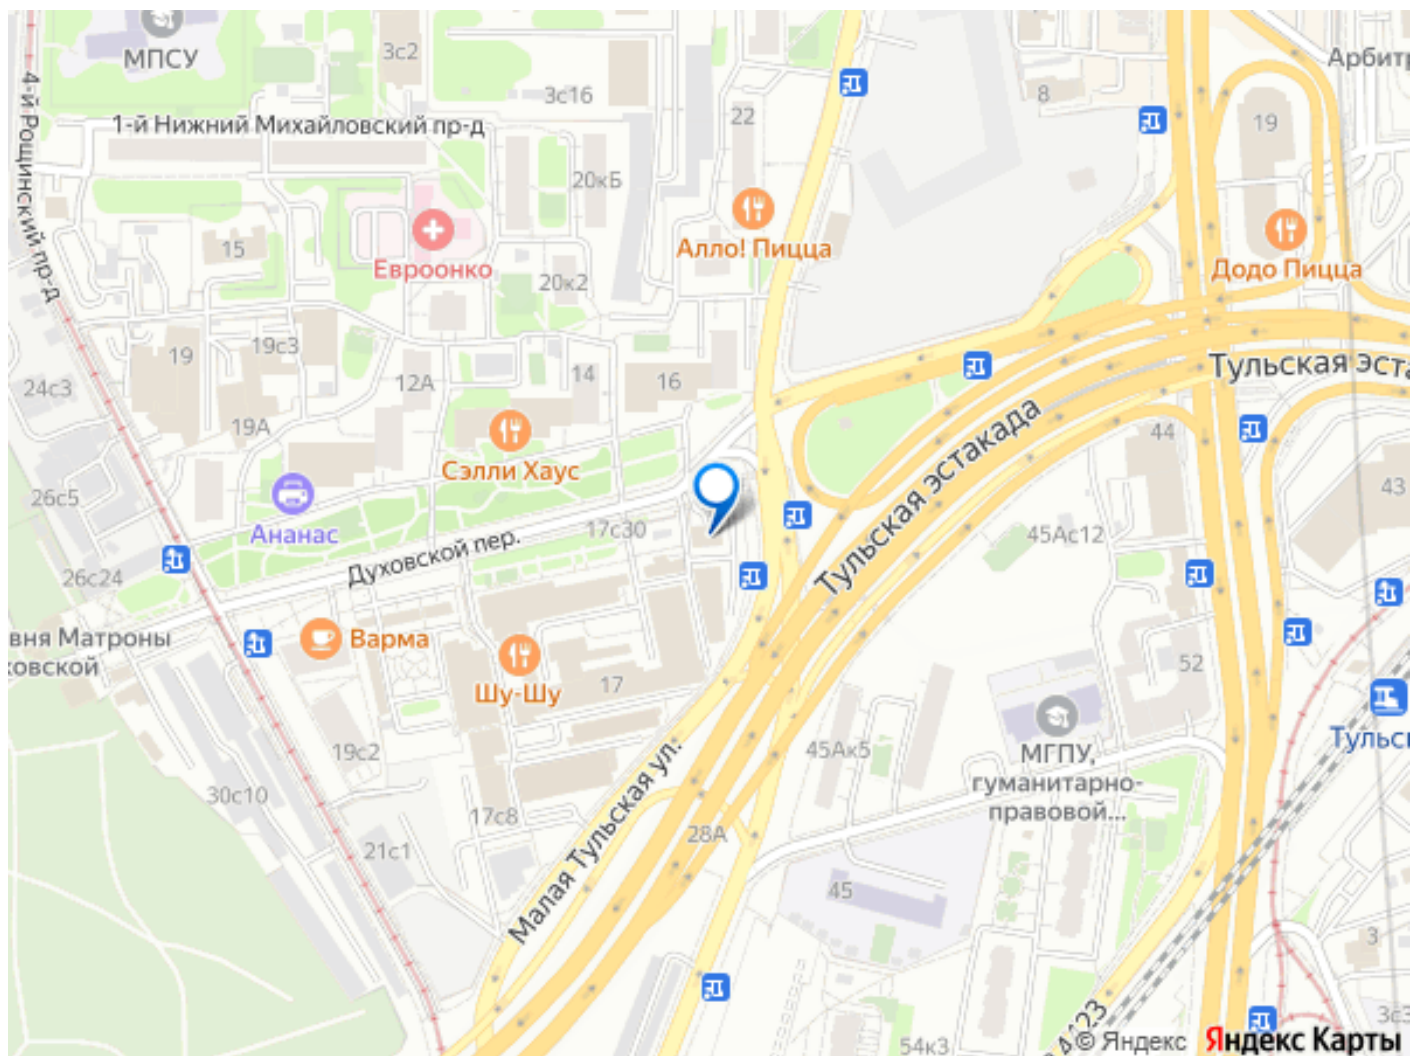 МПСУ
3с2
Арбитр
4-й Рощинский пр-д
3с16
8
1-й Нижний Михайловский пр-д
22
19
20кБ
15
Евроонко
Алло! Пицца
Додо Пицца
20к2
19
19с3
24с3
12А
14
16
Тульская эста
19А
44
Сэлли Хаус
Тульская эстакада
26с5
43
Ананас
17с30
45Ас12
Духовской пер.
26с24
вня Матроны
ковской
Варма
52
Шу-Шу
17
Тульс
19с2
45Ак5
МГПУ,
гуманитарно-
правовой...
30с10
17с8
Малая Тульская ул.
28А
21с1
45
3
3с3
54к3
© Яндекс Яндекс Карты